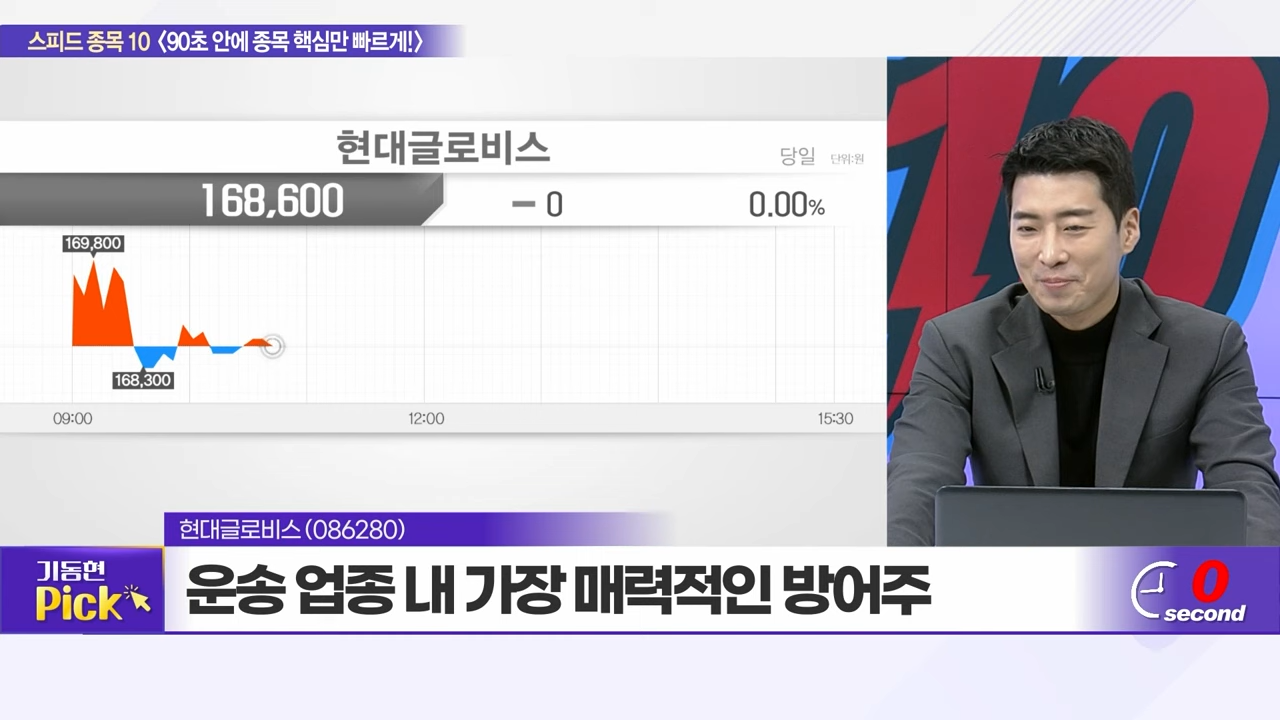 스피드 종목 10 〈90초 안에 종목 핵심만 빠르게!〉
현대글로비스
당일 단위:원
168,600 － 0 0.00%
169,800
168,300
09:00 12:00 15:30
10
현대글로비스(086280)
기동현
Pick
운송 업종 내 가장 매력적인 방어주
0
second